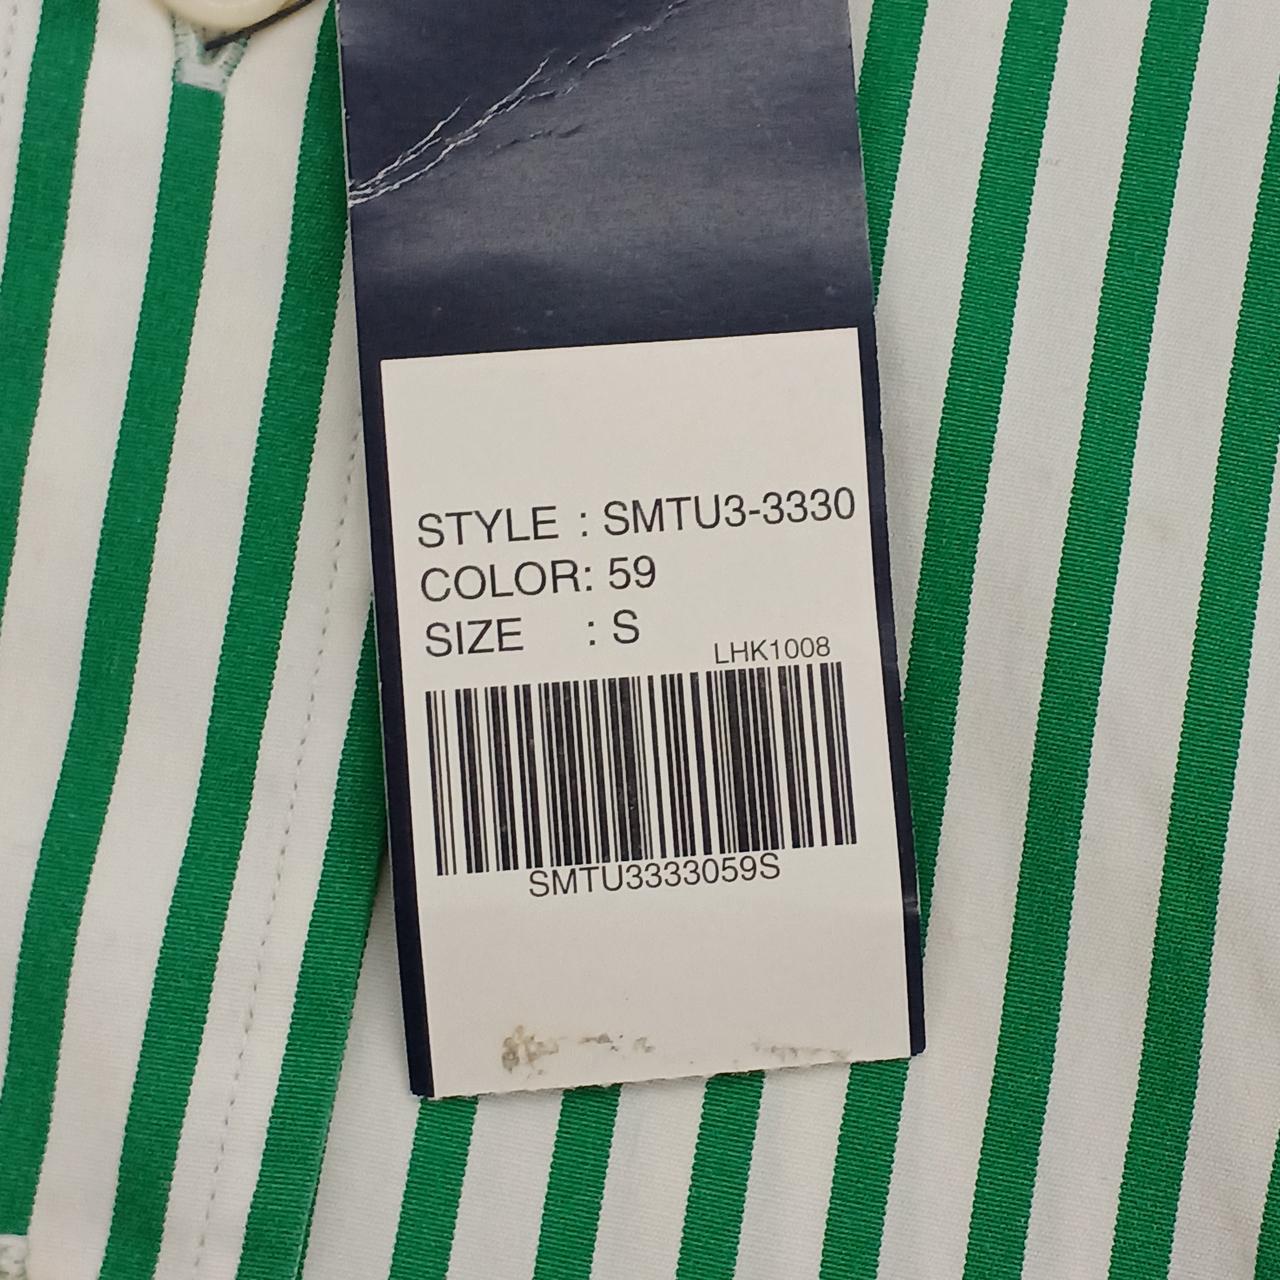 STYLE : SMTU3-3330
COLOR: 59
SIZE : S
LHK1008
SMTU3333059S